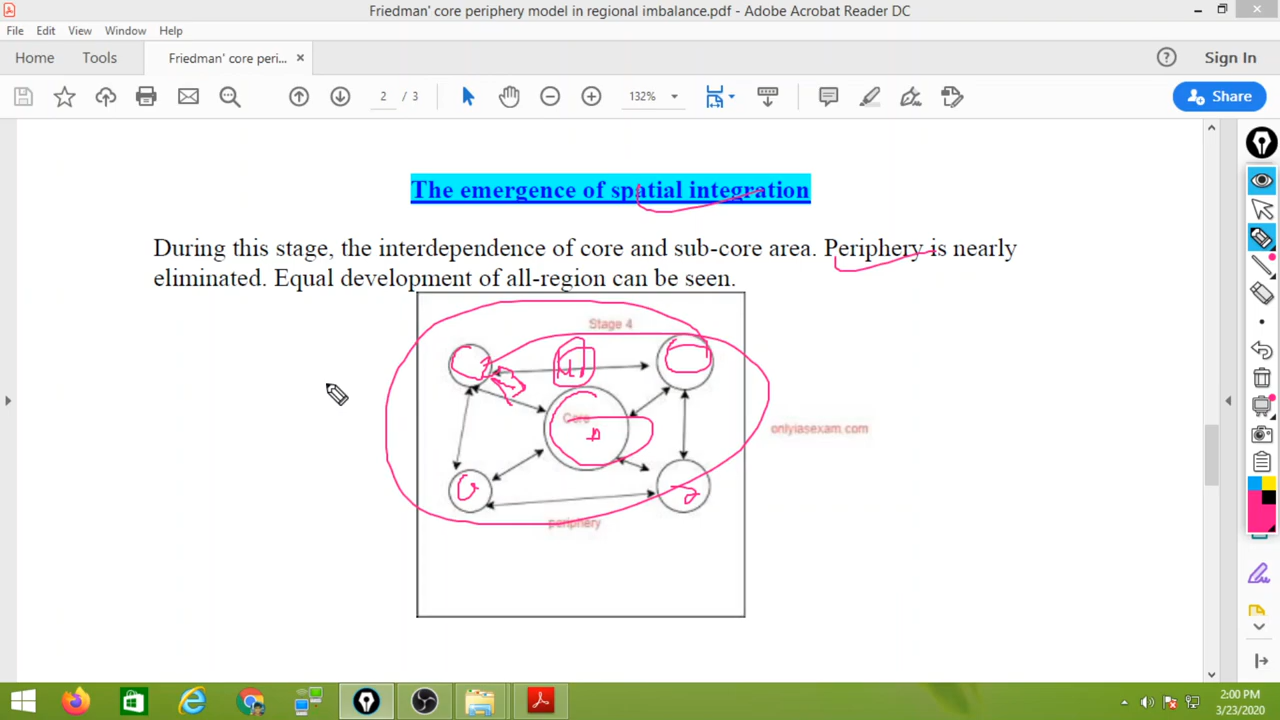 Friedman' core periphery model in regional imbalance.pdf - Adobe Acrobat Reader DC
File Edit View Window Help
Home Tools Friedman' core peri... ×
Sign In
2 / 3 132% Share
The emergence of spatial integration
During this stage, the interdependence of core and sub-core area. Periphery is nearly
eliminated. Equal development of all-region can be seen.
Stage 4
Core
onlyiasexam.com
periphery
2:00 PM
3/23/2020